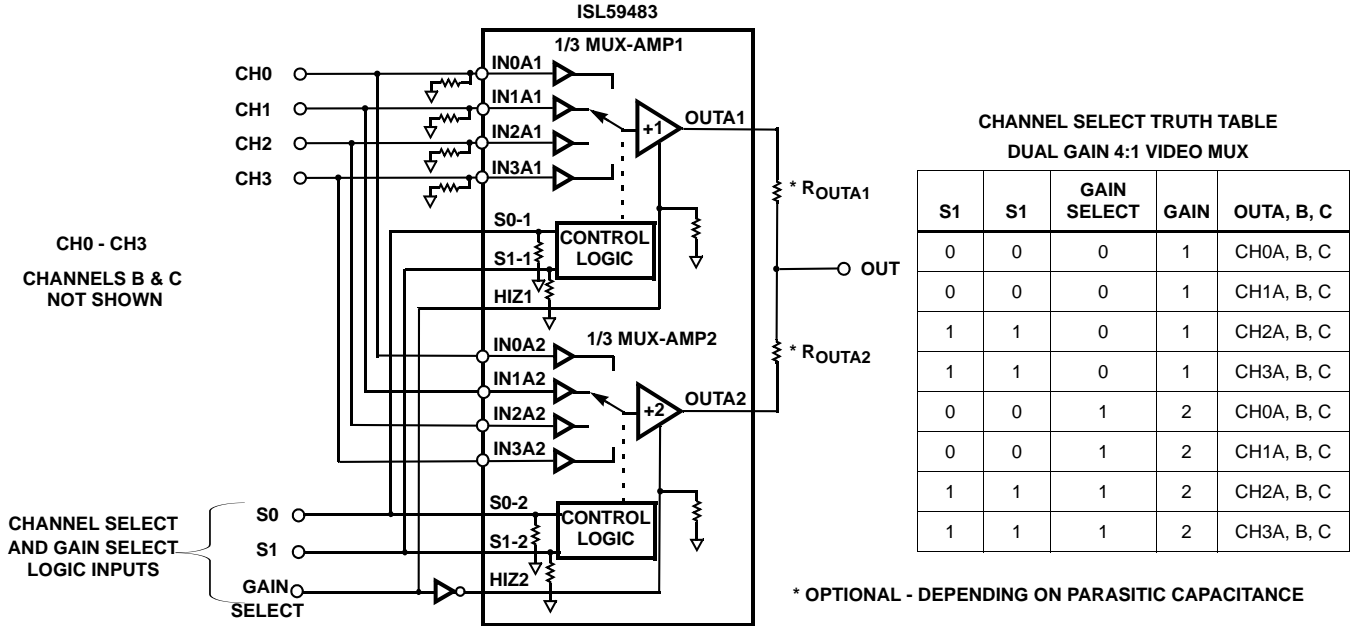 ISL59483
1/3 MUX-AMP1
CH0
CH1
CH2
CH3
IN0A1
IN1A1
IN2A1
IN3A1
+1
OUTA1
* ROUTA1
S0-1
S1-1
HIZ1
CONTROL
LOGIC
CH0 - CH3
CHANNELS B & C
NOT SHOWN
OUT
1/3 MUX-AMP2
IN0A2
IN1A2
IN2A2
IN3A2
+2
OUTA2
* ROUTA2
S0-2
S1-2
HIZ2
CONTROL
LOGIC
CHANNEL SELECT
AND GAIN SELECT
LOGIC INPUTS
S0
S1
GAIN
SELECT
CHANNEL SELECT TRUTH TABLE
DUAL GAIN 4:1 VIDEO MUX
S1 S1 GAIN SELECT GAIN OUTA, B, C
0 0 0 1 CH0A, B, C
0 0 0 1 CH1A, B, C
1 1 0 1 CH2A, B, C
1 1 0 1 CH3A, B, C
0 0 1 2 CH0A, B, C
0 0 1 2 CH1A, B, C
1 1 1 2 CH2A, B, C
1 1 1 2 CH3A, B, C
* OPTIONAL - DEPENDING ON PARASITIC CAPACITANCE